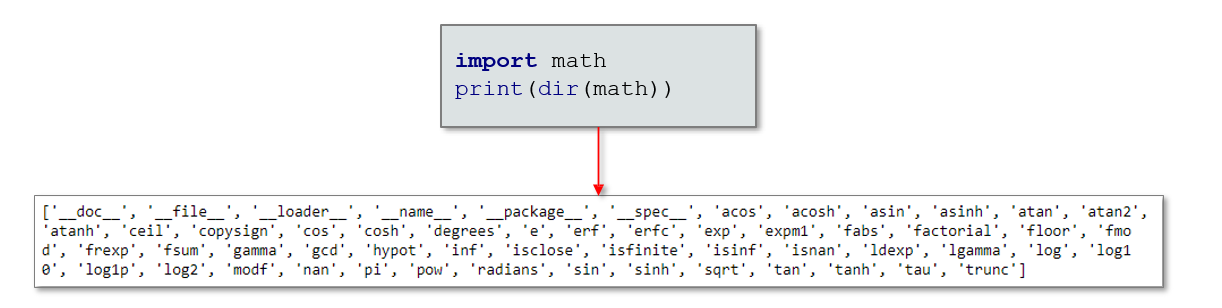 import math
print(dir(math))
['__doc__', '__file__', '__loader__', '__name__', '__package__', '__spec__', 'acos', 'acosh', 'asin', 'asinh', 'atan', 'atan2',
'atanh', 'ceil', 'copysign', 'cos', 'cosh', 'degrees', 'e', 'erf', 'erfc', 'exp', 'expm1', 'fabs', 'factorial', 'floor', 'fmo
d', 'frexp', 'fsum', 'gamma', 'gcd', 'hypot', 'inf', 'isclose', 'isfinite', 'isinf', 'isnan', 'ldexp', 'lgamma', 'log', 'log1
0', 'log1p', 'log2', 'modf', 'nan', 'pi', 'pow', 'radians', 'sin', 'sinh', 'sqrt', 'tan', 'tanh', 'tau', 'trunc']